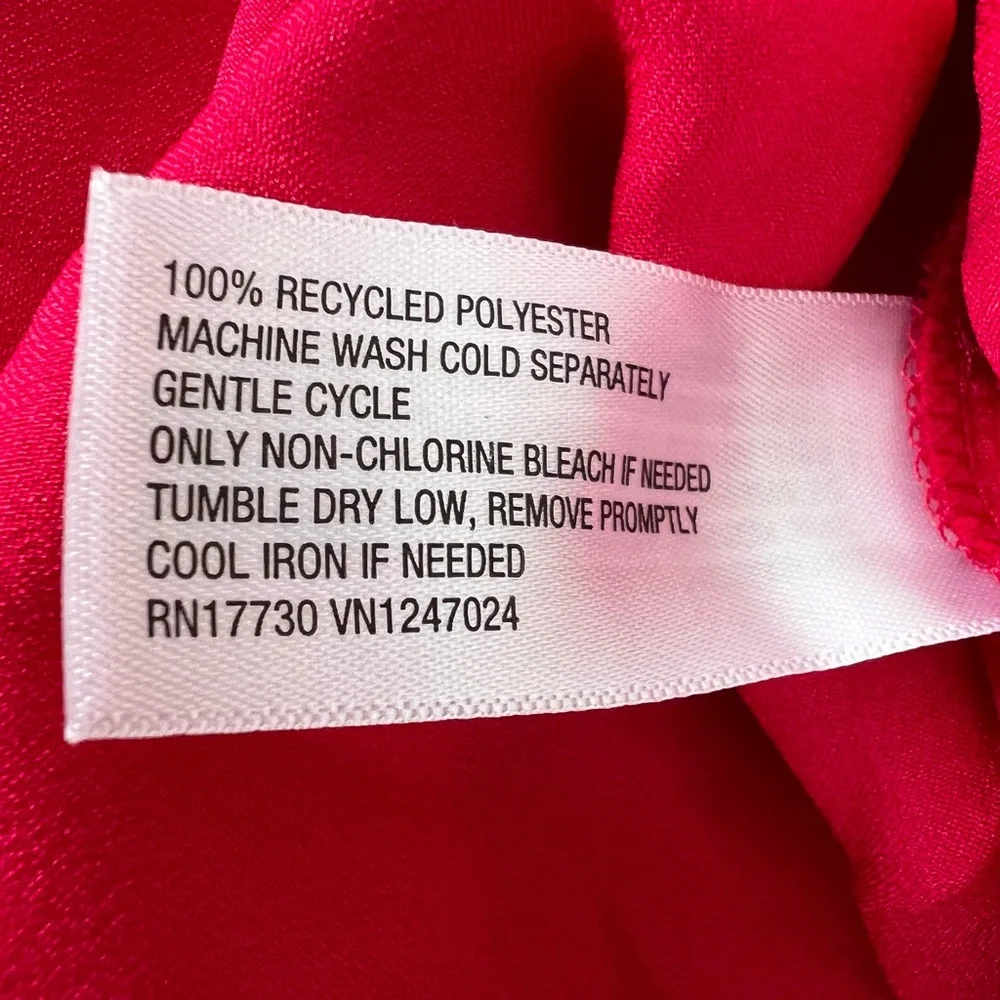 100% RECYCLED POLYESTER
MACHINE WASH COLD SEPARATELY
GENTLE CYCLE
ONLY NON-CHLORINE BLEACH IF NEEDED
TUMBLE DRY LOW, REMOVE PROMPTLY
COOL IRON IF NEEDED
RN17730 VN1247024